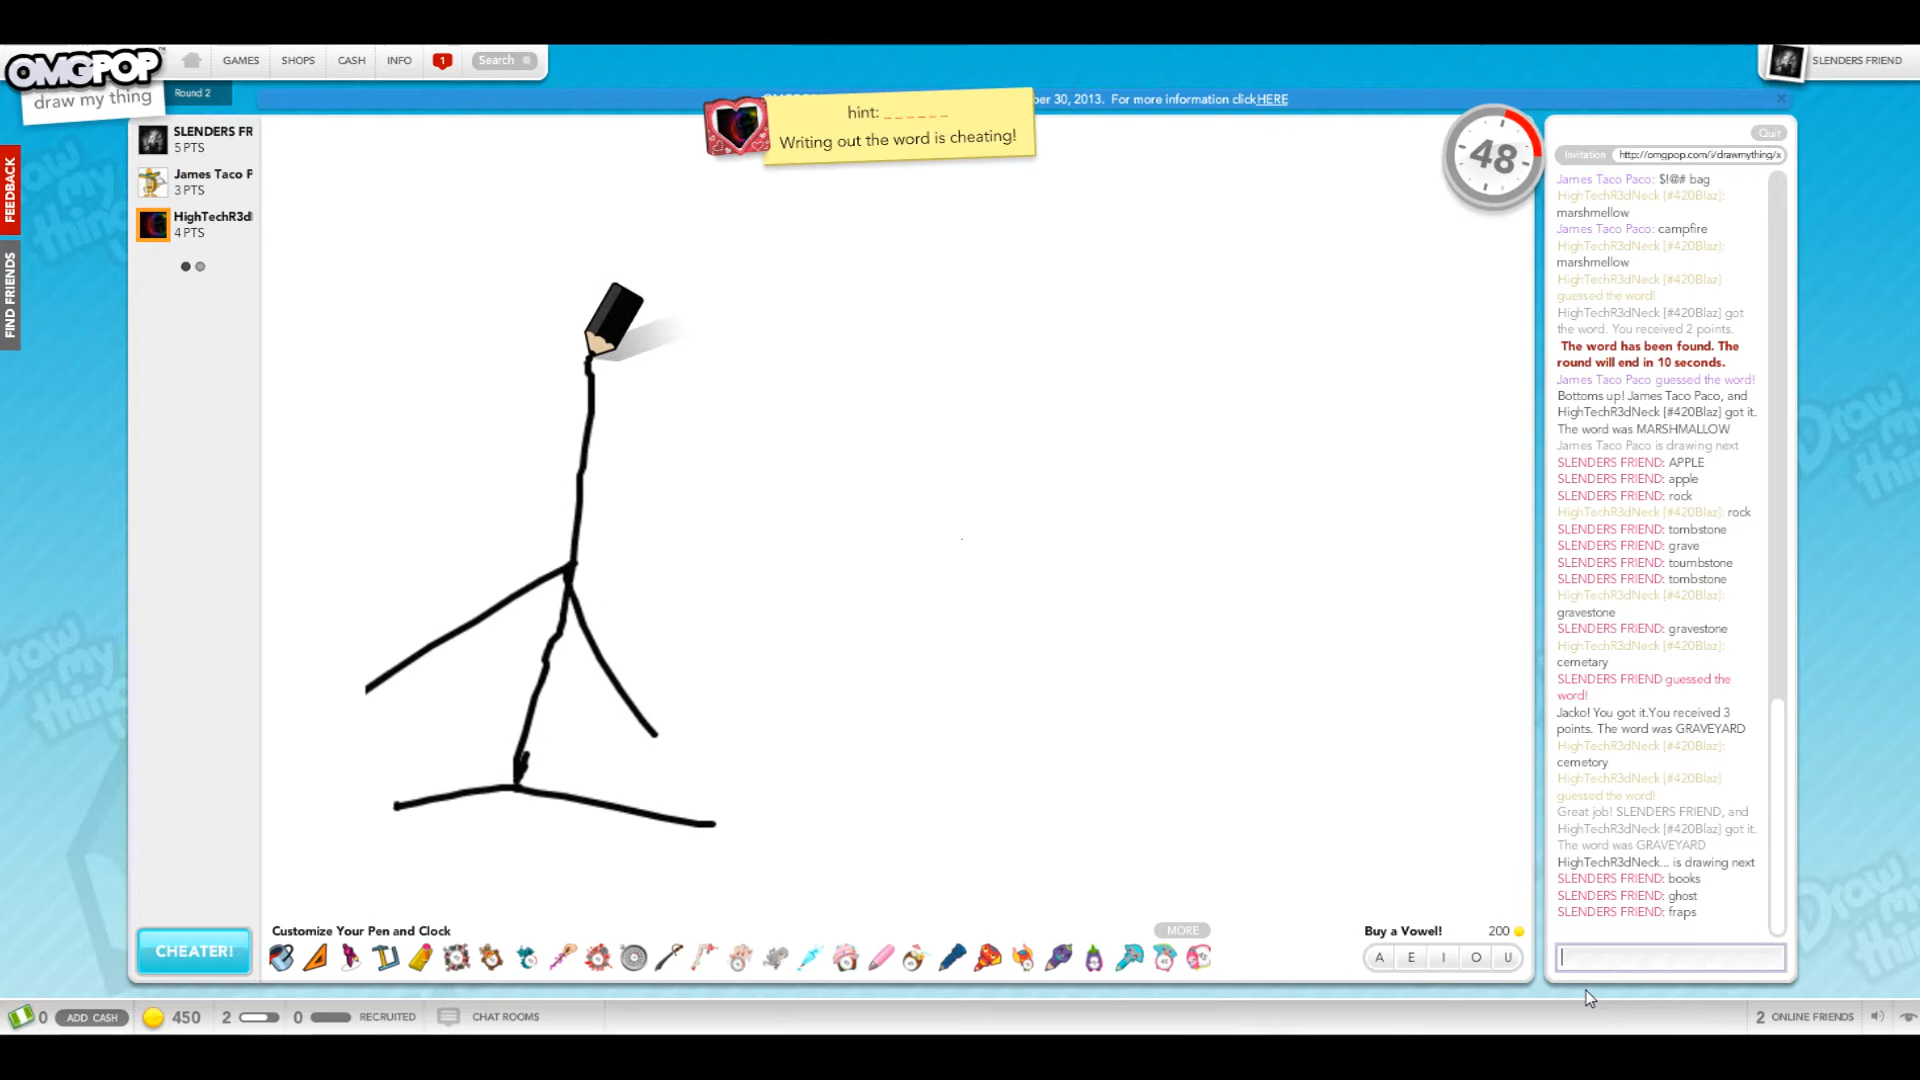 OMGPOP
draw my thing
GAMES
SHOPS
CASH
INFO
1
Search
SLENDERS FRIEND
Round 2
ber 30, 2013. For more information click HERE
hint: _ _ _ _ _ _
Writing out the word is cheating!
48
FEEDBACK
FIND FRIENDS
SLENDERS FR
5 PTS
James Taco P
3 PTS
HighTechR3d
4 PTS
CHEATER!
Quit
Invitation http://omgpop.com/i/drawmything/x
James Taco Paco: $!@# bag
HighTechR3dNeck [#420Blaz]:
marshmellow
James Taco Paco: campfire
HighTechR3dNeck [#420Blaz]:
marshmellow
HighTechR3dNeck [#420Blaz]
guessed the word!
HighTechR3dNeck [#420Blaz] got
the word. You received 2 points.
The word has been found. The
round will end in 10 seconds.
James Taco Paco guessed the word!
Bottoms up! James Taco Paco, and
HighTechR3dNeck [#420Blaz] got it.
The word was MARSHMALLOW
James Taco Paco is drawing next
SLENDERS FRIEND: APPLE
SLENDERS FRIEND: apple
SLENDERS FRIEND: rock
HighTechR3dNeck [#420Blaz]: rock
SLENDERS FRIEND: tombstone
SLENDERS FRIEND: grave
SLENDERS FRIEND: toumbstone
SLENDERS FRIEND: tombstone
HighTechR3dNeck [#420Blaz]:
gravestone
SLENDERS FRIEND: gravestone
HighTechR3dNeck [#420Blaz]:
cemetary
SLENDERS FRIEND guessed the
word!
Jacko! You got it.You received 3
points. The word was GRAVEYARD
HighTechR3dNeck [#420Blaz]:
cemetory
HighTechR3dNeck [#420Blaz]
guessed the word!
Great job! SLENDERS FRIEND, and
HighTechR3dNeck [#420Blaz] got it.
The word was GRAVEYARD
HighTechR3dNeck... is drawing next
SLENDERS FRIEND: books
SLENDERS FRIEND: ghost
SLENDERS FRIEND: fraps
Customize Your Pen and Clock
MORE
Buy a Vowel! 200
A E I O U
0 ADD CASH 450 2 0 RECRUITED CHAT ROOMS
2 ONLINE FRIENDS